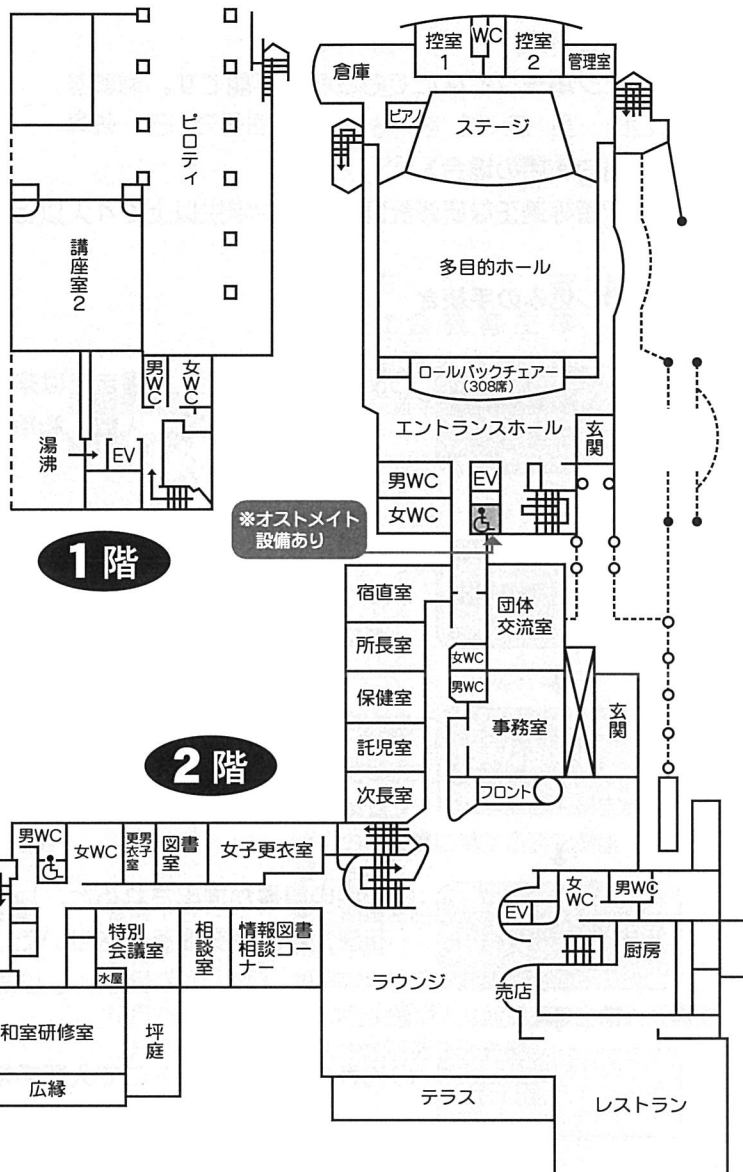 控室
1
WC
控室
2
管理室
倉庫
ピアノ
ステージ
ピロティ
講座室2
多目的ホール
ロールバックチェアー
(308席)
エントランスホール
玄関
男WC
女WC
湯沸
EV
男WC
女WC
EV
※オストメイト
設備あり
1階
宿直室
団体
交流室
所長室
女WC
保健室
男WC
事務室
玄関
託児室
2階
次長室
フロント
男WC
女WC
男子
更衣室
図書
室
女子更衣室
女WC
男WC
EV
特別
会議室
相談室
情報図書
相談コー
ナー
厨房
水屋
ラウンジ
売店
和室研修室
坪庭
広縁
テラス
レストラン